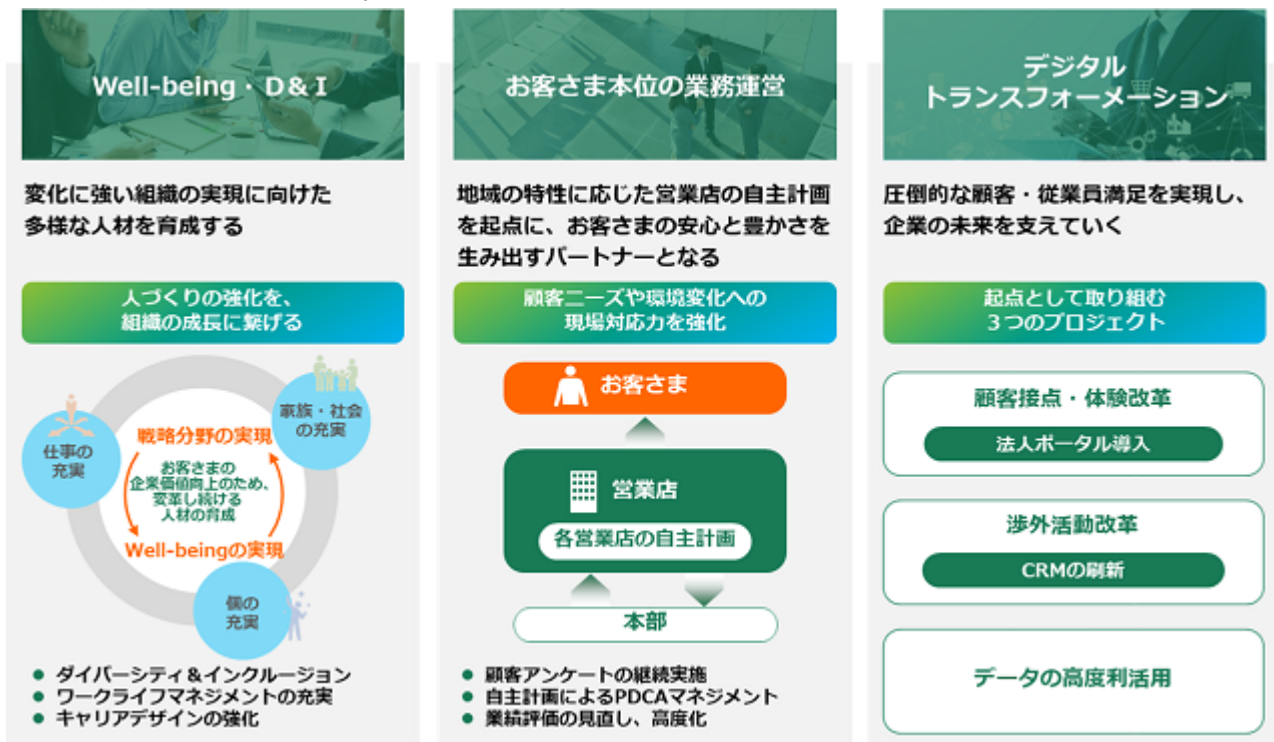 Well-being・D&I
変化に強い組織の実現に向けた
多様な人材を育成する
人づくりの強化を、
組織の成長に繋げる
家族・社会
の充実
仕事の
充実
戦略分野の実現
お客さまの
企業価値向上のため、
変革し続ける
人材の育成
Well-beingの実現
個の
充実
● ダイバーシティ&インクルージョン
● ワークライフマネジメントの充実
● キャリアデザインの強化
お客さま本位の業務運営
地域の特性に応じた営業店の自主計画
を起点に、お客さまの安心と豊かさを
生み出すパートナーとなる
顧客ニーズや環境変化への
現場対応力を強化
お客さま
営業店
各営業店の自主計画
本部
● 顧客アンケートの継続実施
● 自主計画によるPDCAマネジメント
● 業績評価の見直し、高度化
デジタル
トランスフォーメーション
圧倒的な顧客・従業員満足を実現し、
企業の未来を支えていく
起点として取り組む
3つのプロジェクト
顧客接点・体験改革
法人ポータル導入
渉外活動改革
CRMの刷新
データの高度利活用